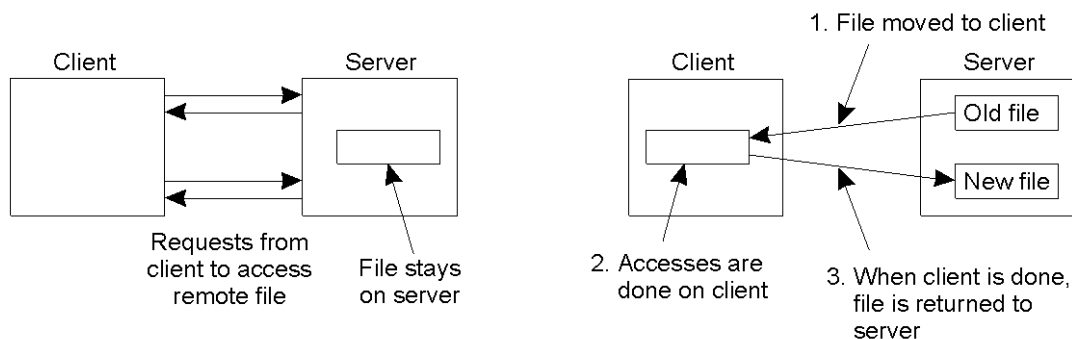 Client
Server
Requests from
client to access
remote file
File stays
on server
1. File moved to client
Client
Server
Old file
New file
2. Accesses are
done on client
3. When client is done,
file is returned to
server